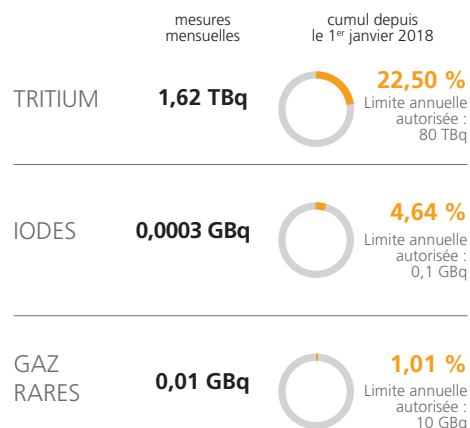 mesures
mensuelles
cumul depuis
le 1er janvier 2018
TRITIUM
1,62 TBq
22,50 %
Limite annuelle
autorisée :
80 TBq
IODES
0,0003 GBq
4,64 %
Limite annuelle
autorisée :
0,1 GBq
GAZ
RARES
0,01 GBq
1,01 %
Limite annuelle
autorisée :
10 GBq